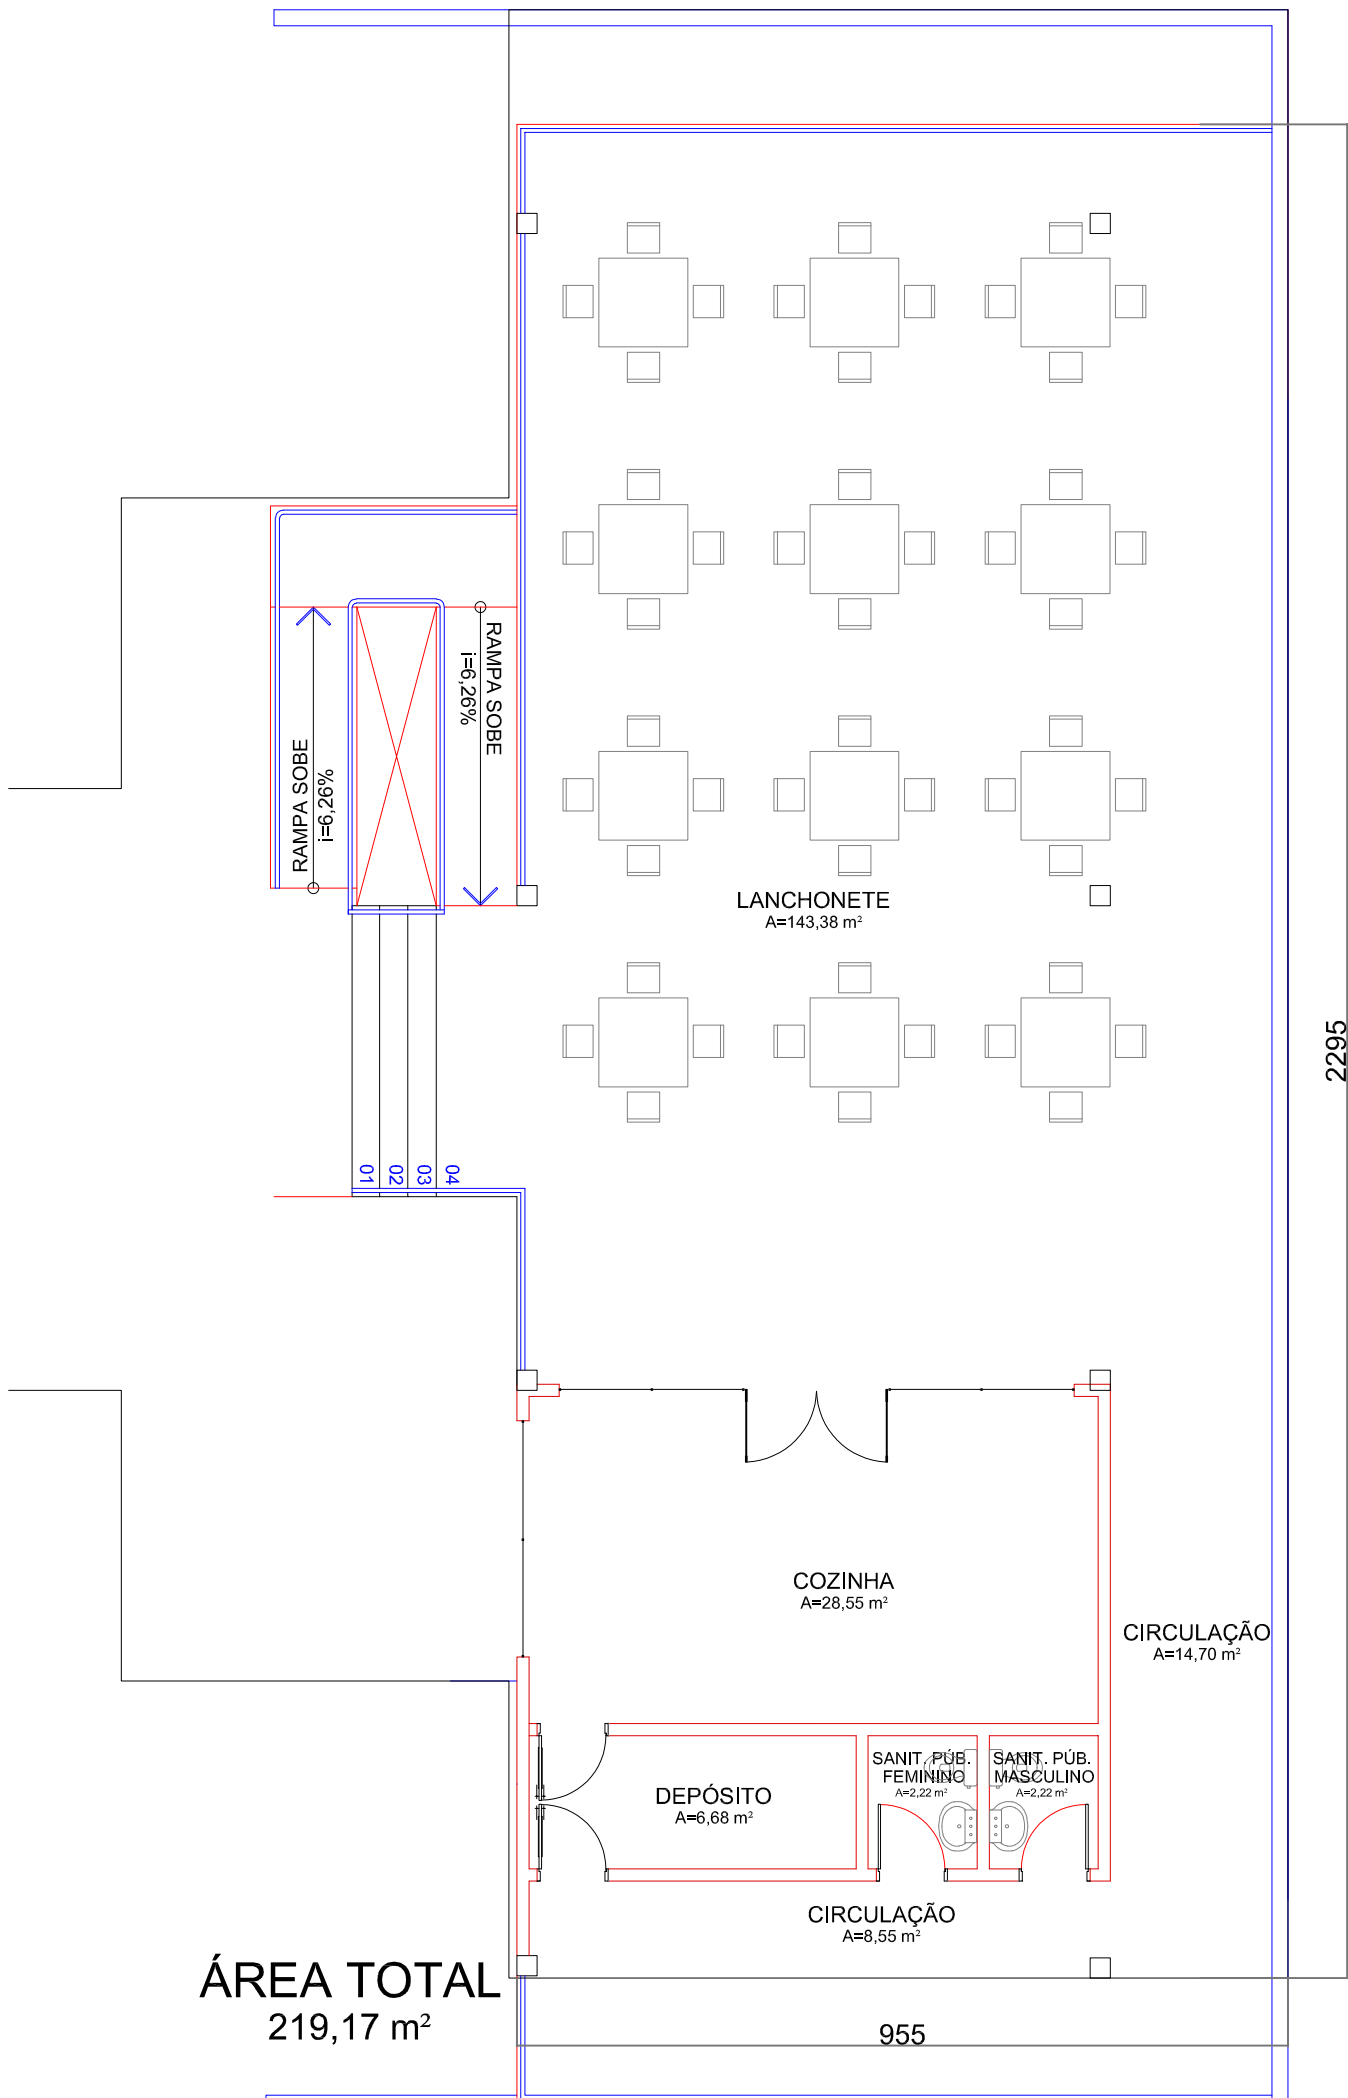 RAMPA SOBE
i=6,26%
RAMPA SOBE
i=6,26%
LANCHONETE
A=143,38 m²
2295
01
02
03
04
COZINHA
A=28,55 m²
CIRCULAÇÃO
A=14,70 m²
SANIT. PÚB.
FEMININO
A=2,22 m²
SANIT. PÚB.
MASCULINO
A=2,22 m²
DEPÓSITO
A=6,68 m²
CIRCULAÇÃO
A=8,55 m²
ÁREA TOTAL
219,17 m²
955